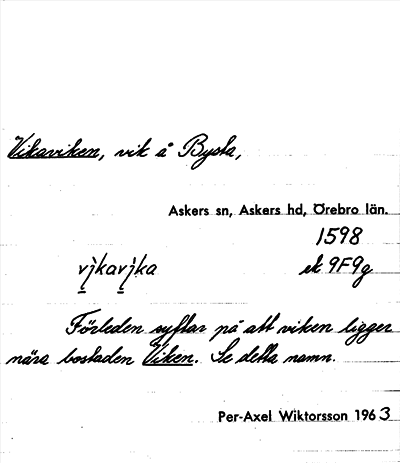 Vikaviken, vik å Bysta,
Askers sn, Askers hd, Örebro län.
1598
vi̬kavi̬ka ek 9F9g
Förleden syftar på att viken ligger
nära bostaden Viken. Se detta namn.
Per-Axel Wiktorsson 1963